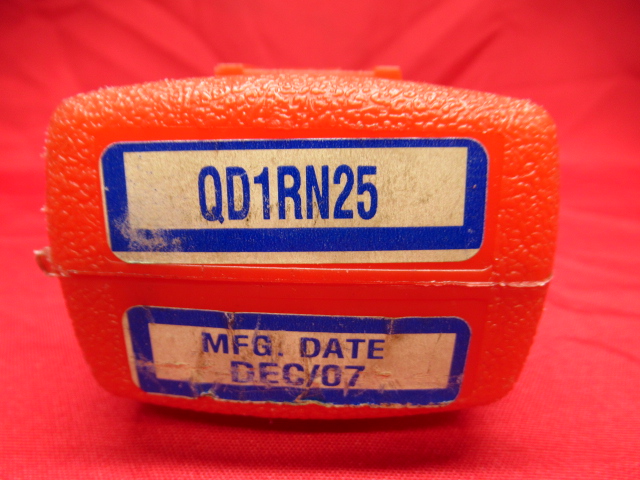 QD1RN25
MFG. DATE
DEC/07